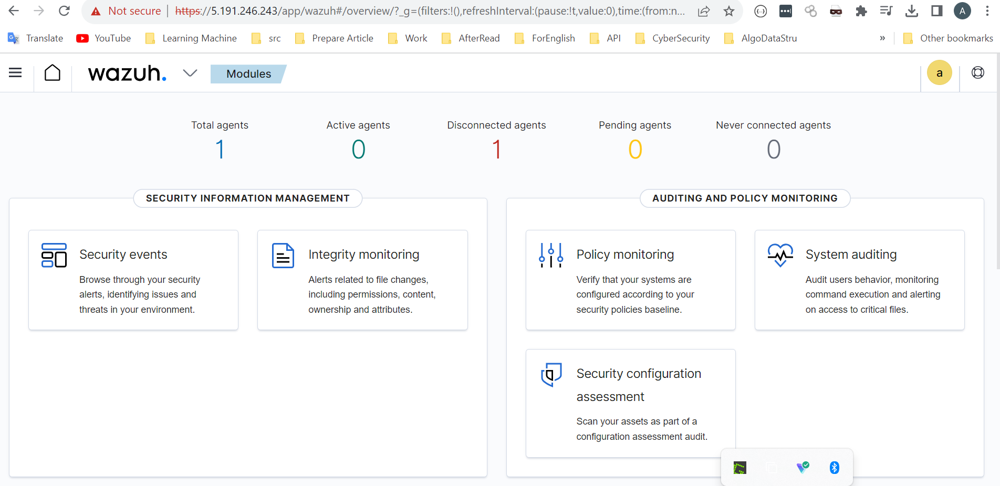 Not secure | https://5.191.246.243/app/wazuh#/overview/?_g=(filters:!(),refreshInterval:(pause:!t,value:0),time:(from:n...
A
Translate YouTube Learning Machine src Prepare Article Work AfterRead ForEnglish API CyberSecurity AlgoDataStru » Other bookmarks
wazuh. Modules a
Total agents Active agents Disconnected agents Pending agents Never connected agents
1 0 1 0 0
SECURITY INFORMATION MANAGEMENT
Security events
Browse through your security
alerts, identifying issues and
threats in your environment.
Integrity monitoring
Alerts related to file changes,
including permissions, content,
ownership and attributes.
AUDITING AND POLICY MONITORING
Policy monitoring
Verify that your systems are
configured according to your
security policies baseline.
System auditing
Audit users behavior, monitoring
command execution and alerting
on access to critical files.
Security configuration
assessment
Scan your assets as part of a
configuration assessment audit.